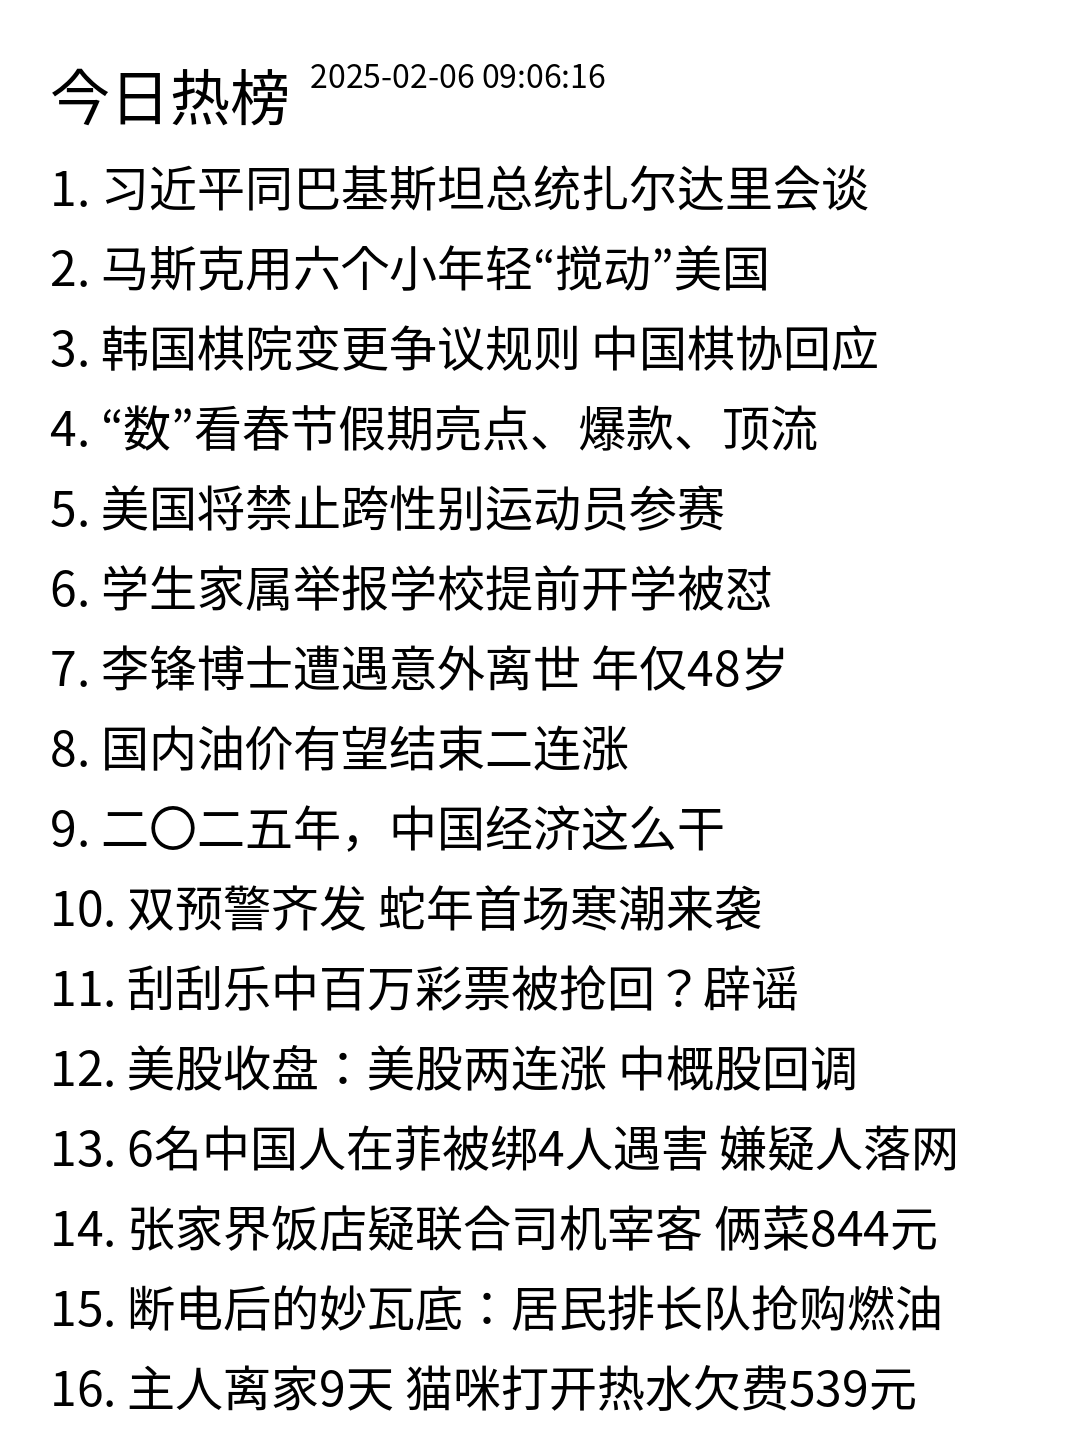 今日热榜 2025-02-06 09:06:16
1. 习近平同巴基斯坦总统扎尔达里会谈
2. 马斯克用六个小年轻“搅动”美国
3. 韩国棋院变更争议规则 中国棋协回应
4. “数”看春节假期亮点、爆款、顶流
5. 美国将禁止跨性别运动员参赛
6. 学生家属举报学校提前开学被怼
7. 李锋博士遭遇意外离世 年仅48岁
8. 国内油价有望结束二连涨
9. 二〇二五年，中国经济这么干
10. 双预警齐发 蛇年首场寒潮来袭
11. 刮刮乐中百万彩票被抢回？辟谣
12. 美股收盘：美股两连涨 中概股回调
13. 6名中国人在菲被绑4人遇害 嫌疑人落网
14. 张家界饭店疑联合司机宰客 俩菜844元
15. 断电后的妙瓦底：居民排长队抢购燃油
16. 主人离家9天 猫咪打开热水欠费539元